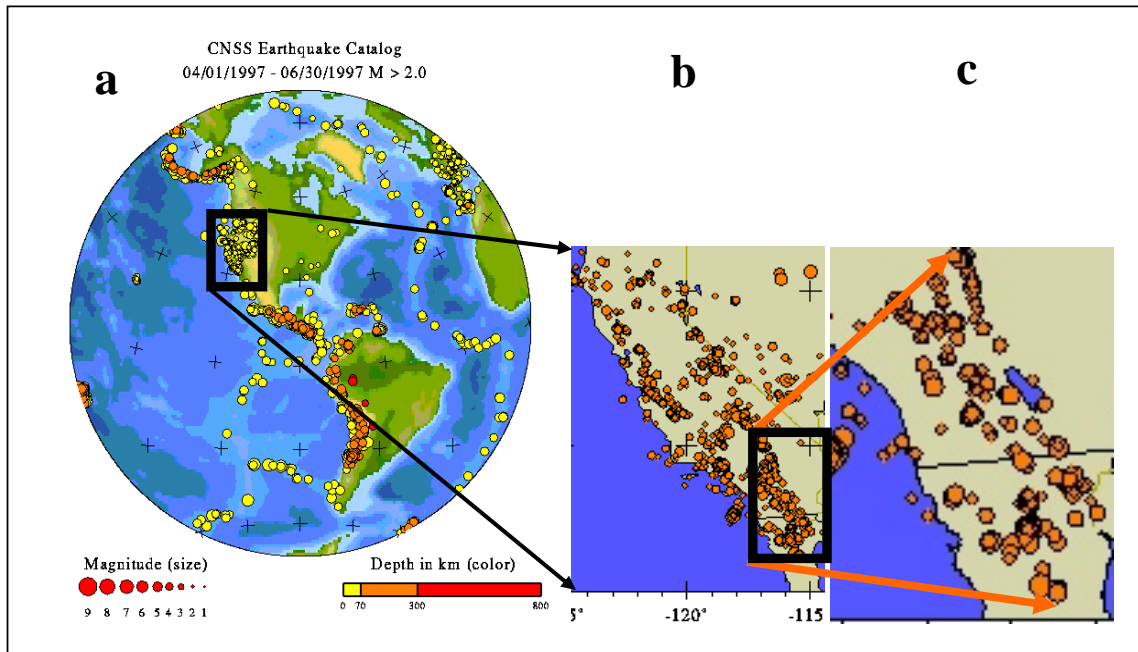 CNSS Earthquake Catalog
04/01/1997 - 06/30/1997 M > 2.0
a
b
c
Magnitude (size)
9 8 7 6 5 4 3 2 1
Depth in km (color)
0 70 300 800
5° -120° -115